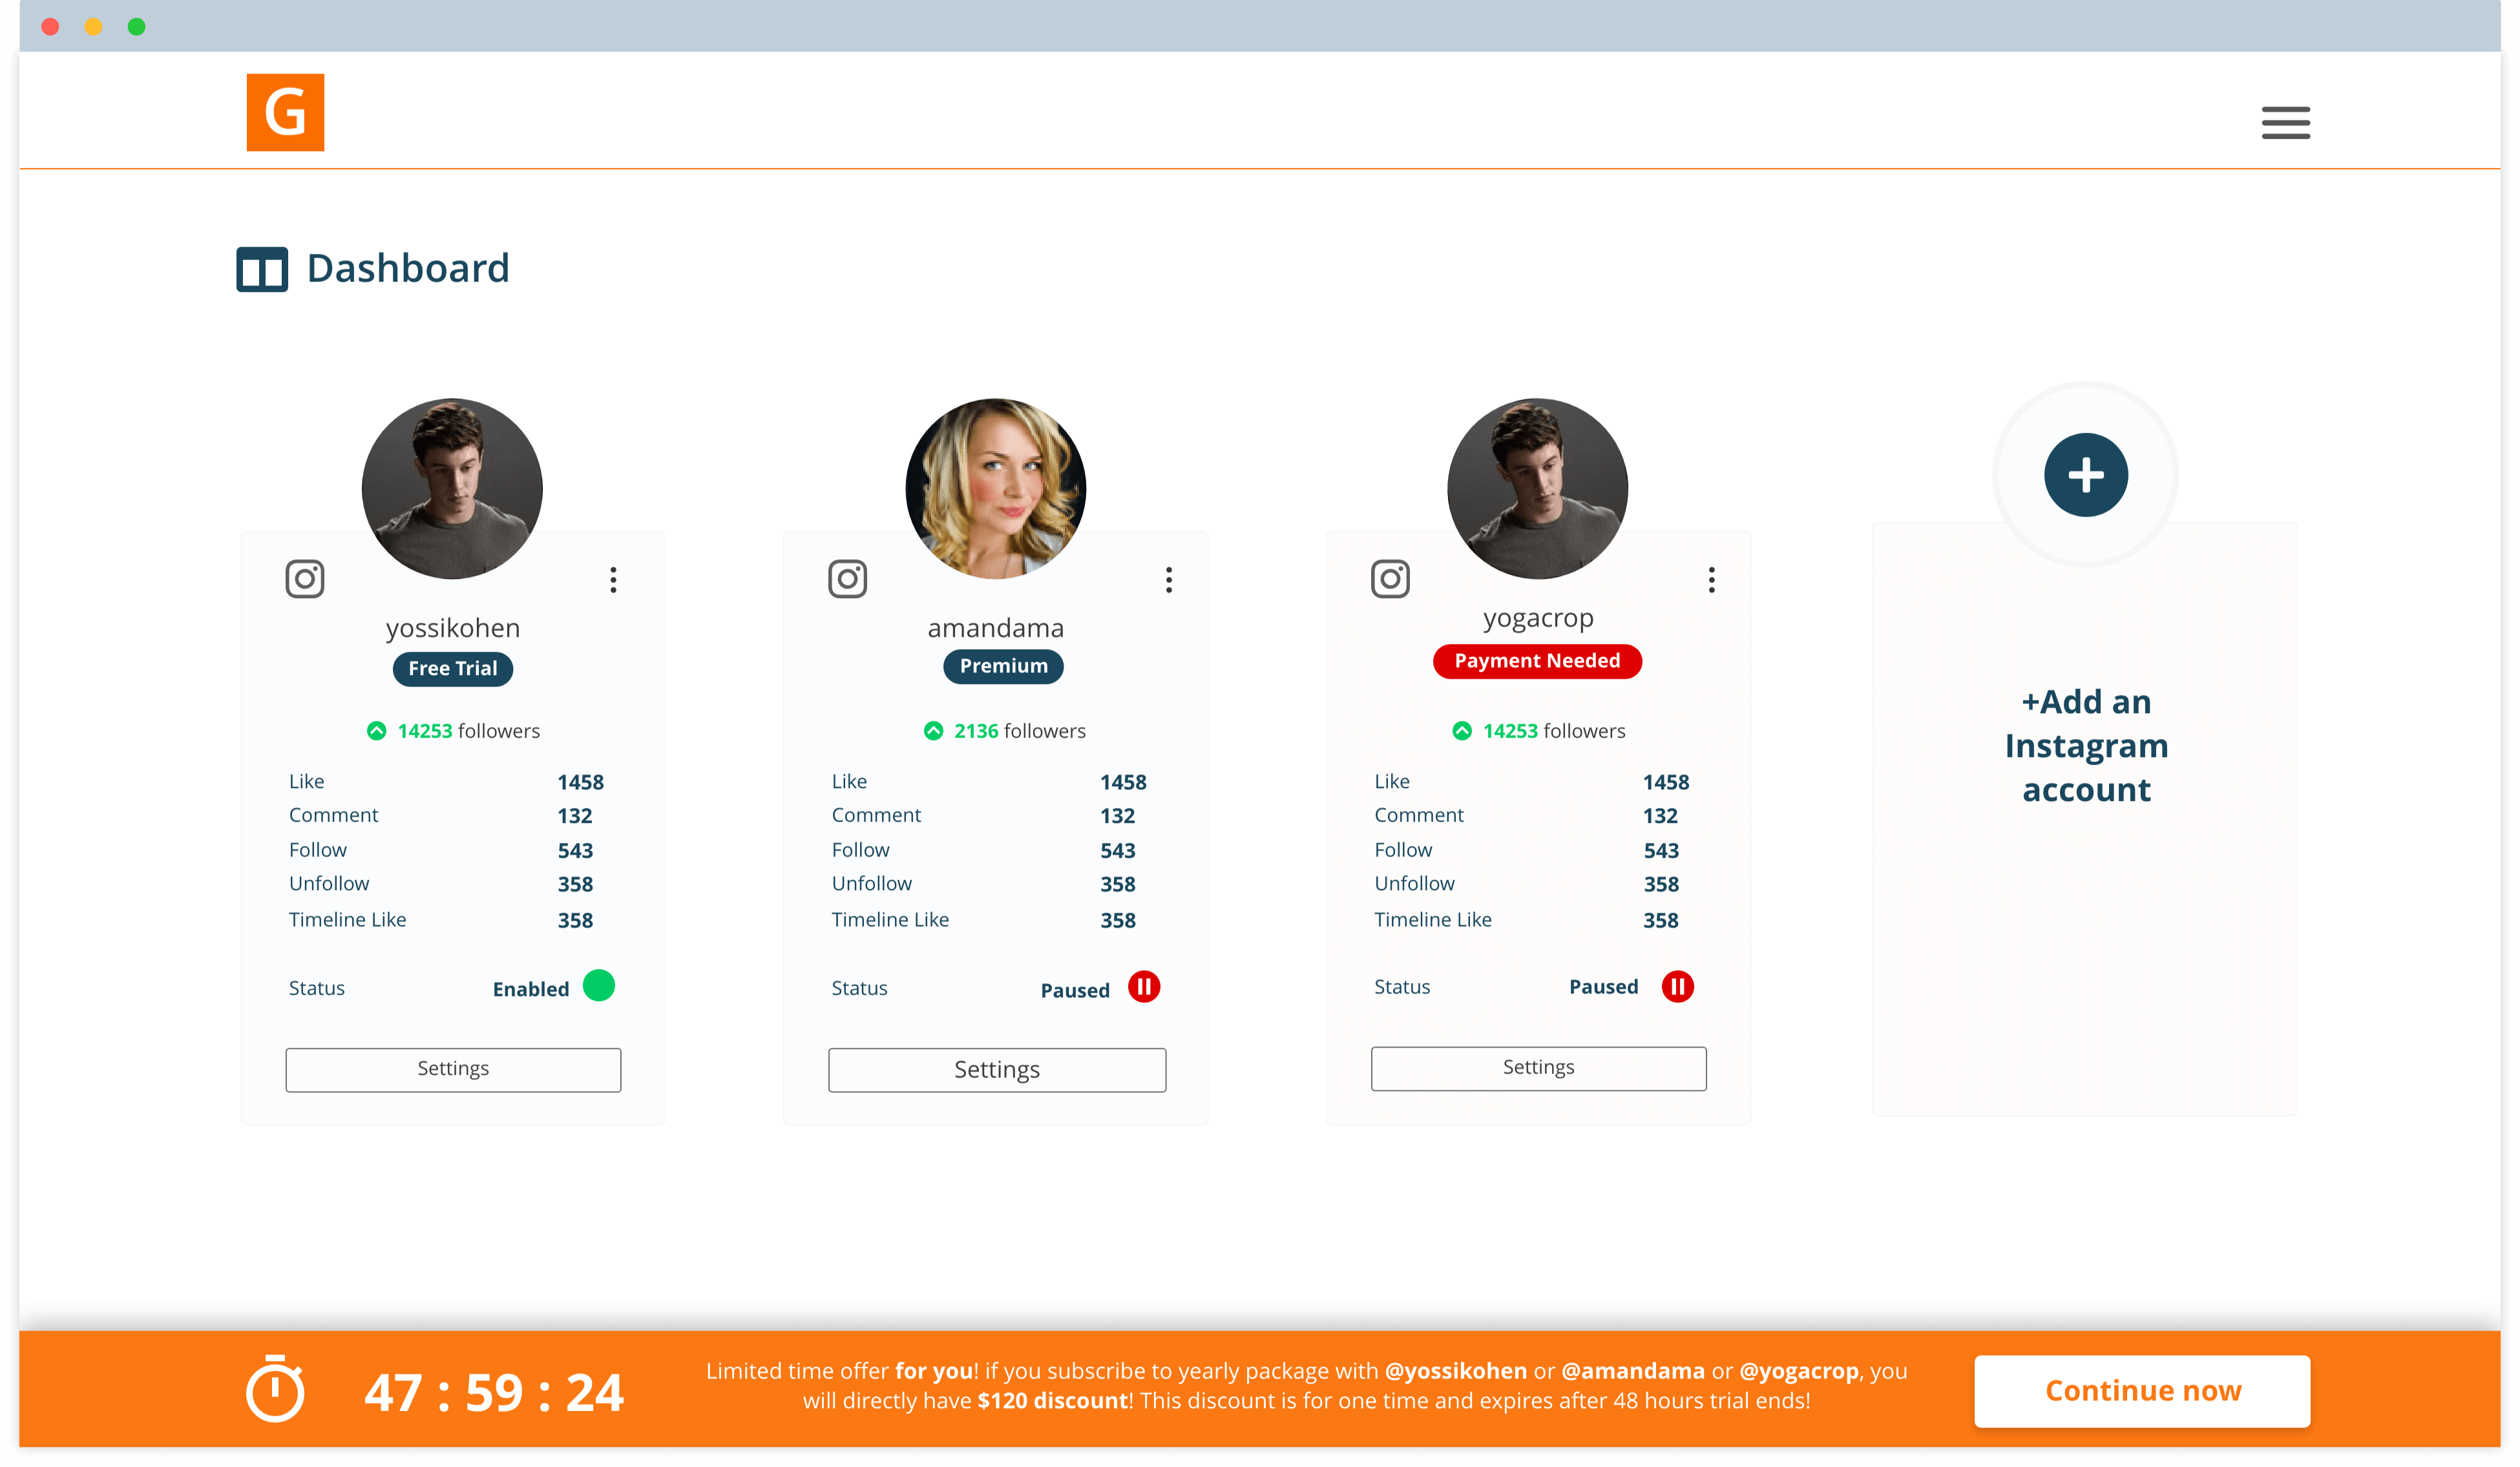 G
Dashboard
yossikohen
Free Trial
14253 followers
Like 1458
Comment 132
Follow 543
Unfollow 358
Timeline Like 358
Status Enabled
Settings
amandama
Premium
2136 followers
Like 1458
Comment 132
Follow 543
Unfollow 358
Timeline Like 358
Status Paused
Settings
yogacrop
Payment Needed
14253 followers
Like 1458
Comment 132
Follow 543
Unfollow 358
Timeline Like 358
Status Paused
Settings
+Add an
Instagram
account
47 : 59 : 24
Limited time offer for you! if you subscribe to yearly package with @yossikohen or @amandama or @yogacrop, you
will directly have $120 discount! This discount is for one time and expires after 48 hours trial ends!
Continue now